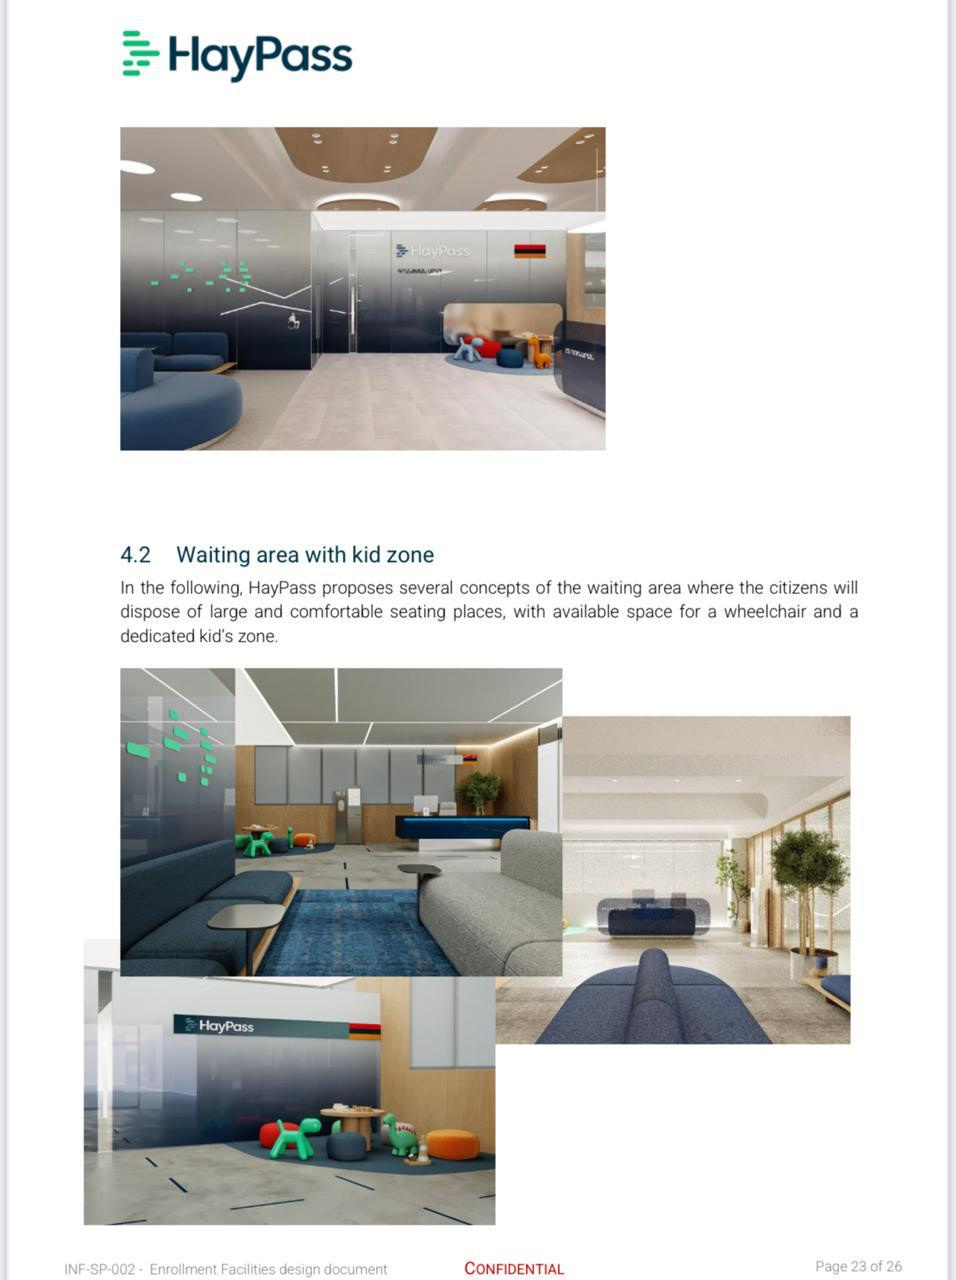 HayPass
HayPass
4.2 Waiting area with kid zone
In the following, HayPass proposes several concepts of the waiting area where the citizens will
dispose of large and comfortable seating places, with available space for a wheelchair and a
dedicated kid’s zone.
HayPass
INF-SP-002 - Enrollment Facilities design document
CONFIDENTIAL
Page 23 of 26